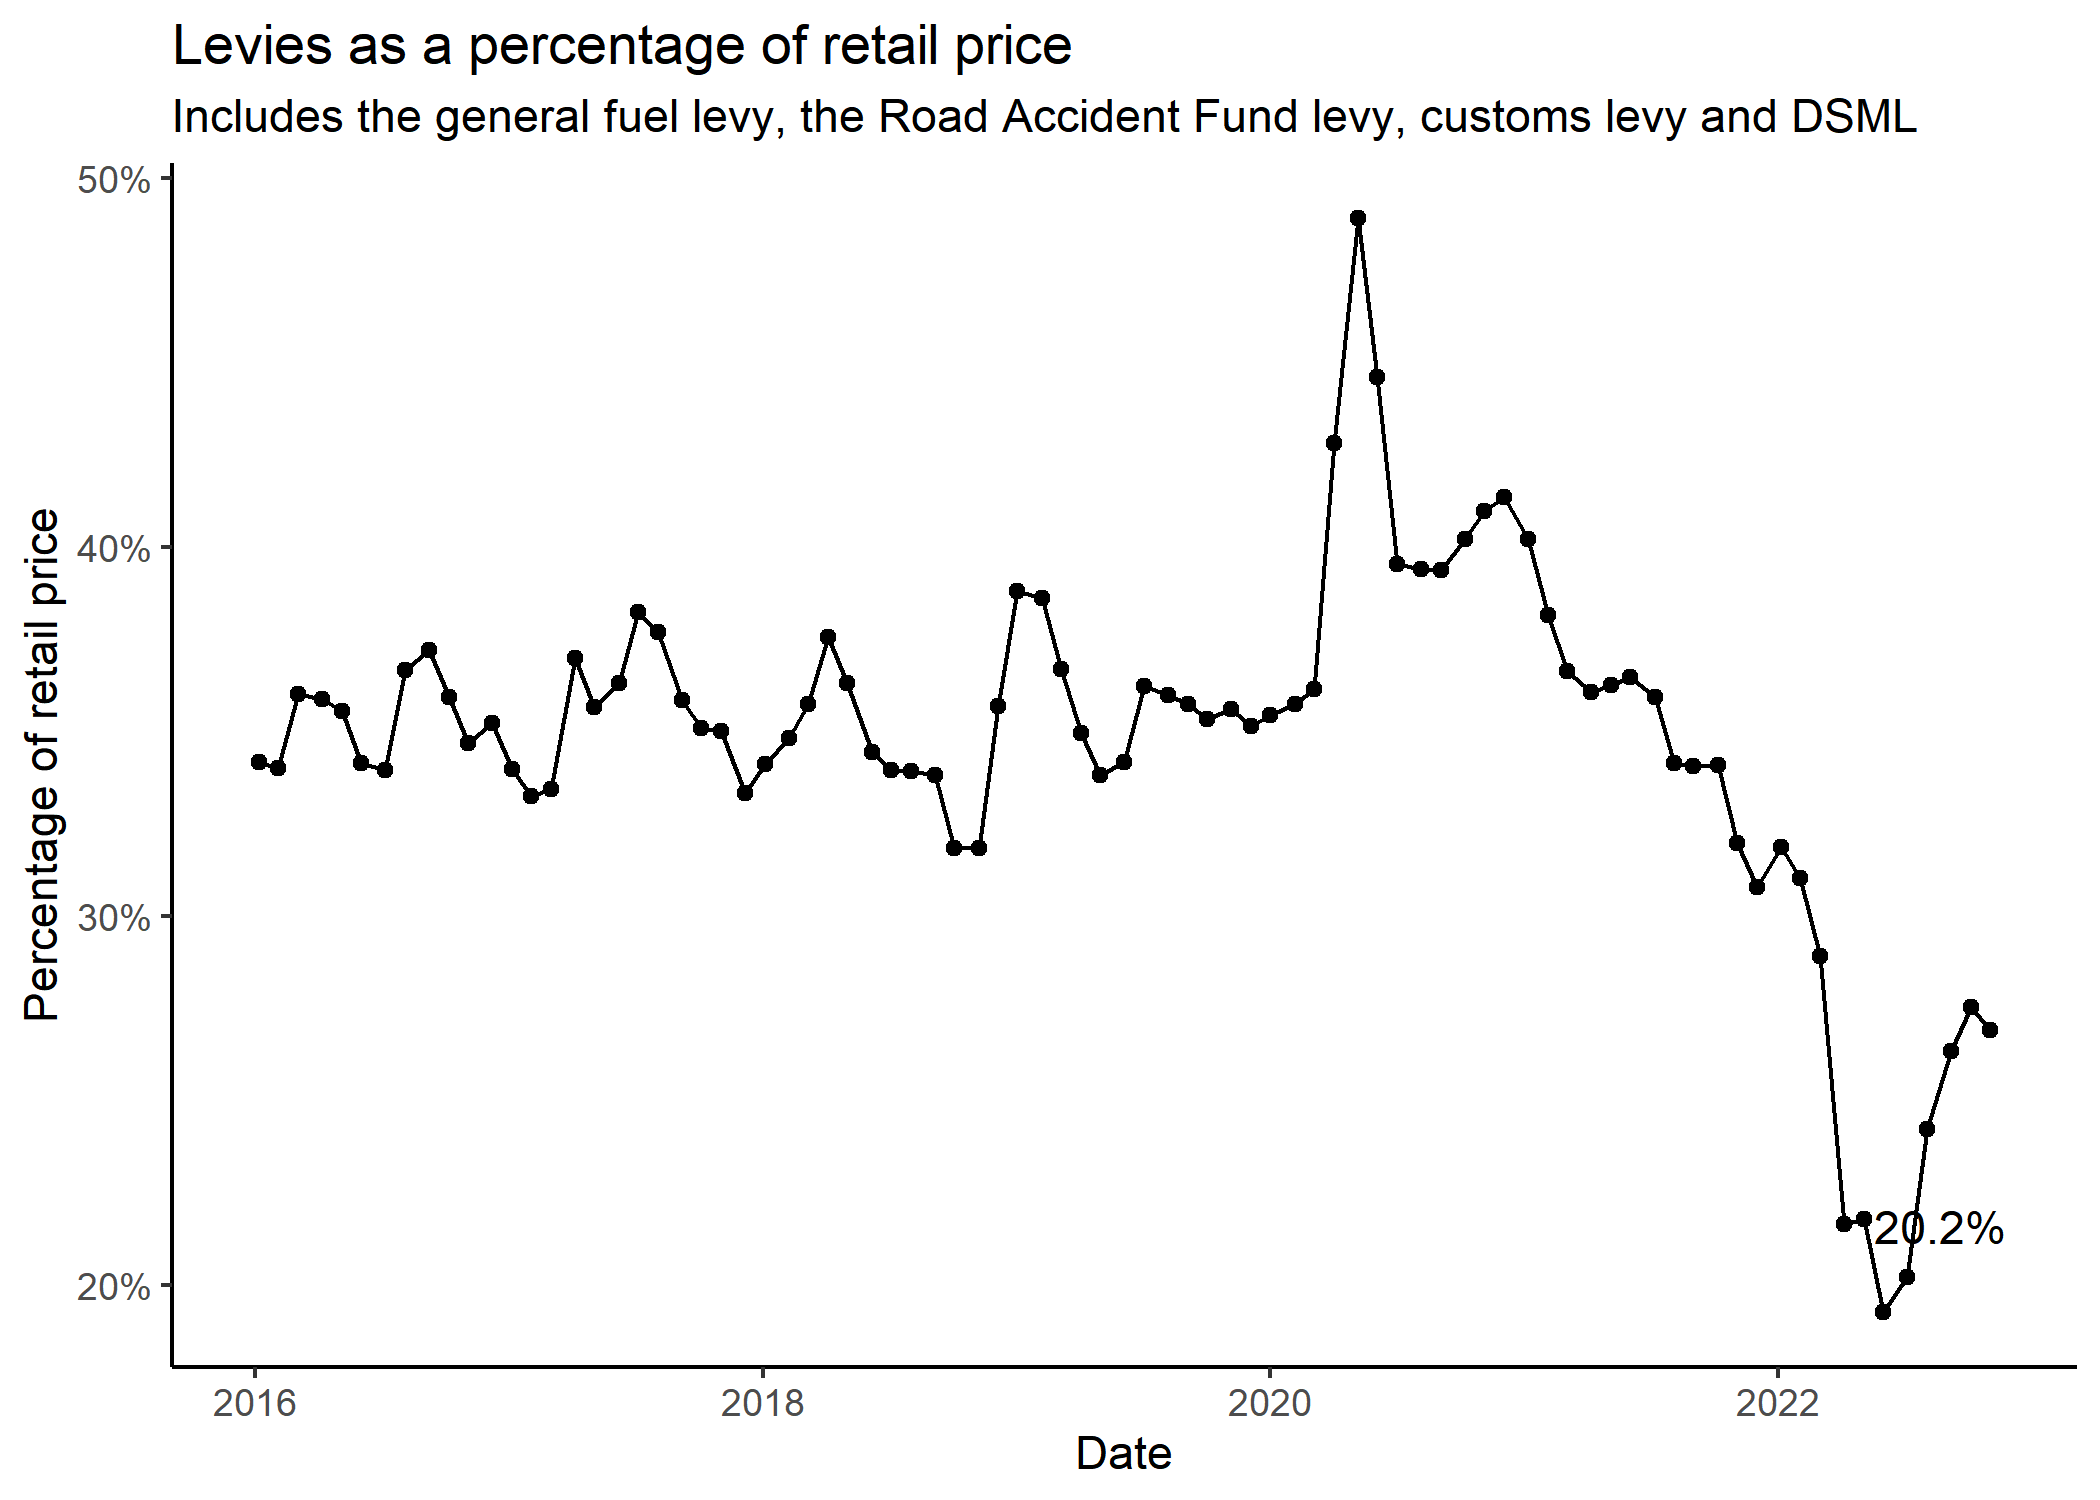 Levies as a percentage of retail price
Includes the general fuel levy, the Road Accident Fund levy, customs levy and DSML
Percentage of retail price
50%
40%
30%
20%
20.2%
2016
2018
2020
2022
Date